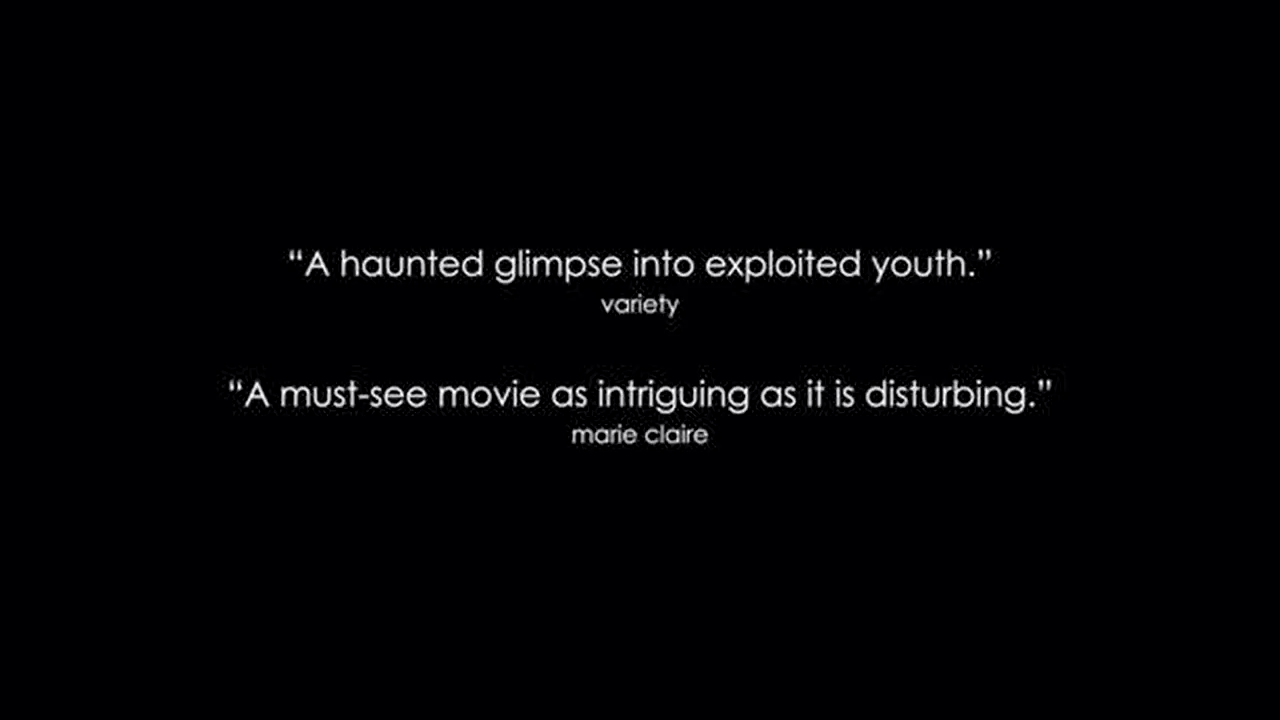 “A haunted glimpse into exploited youth.”
variety
“A must-see movie as intriguing as it is disturbing.”
marie claire